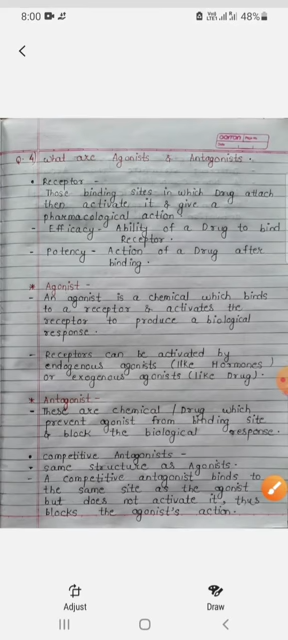 8:00
48%
Q.4 What are Agonists & Antagonists.
• Receptor -
Those binding sites in which Drug attach
then activate it & give a
pharmacological action
- Efficacy - Ability of a Drug to bind
Receptor.
- Potency - Action of a Drug after
binding.
* Agonist -
- An agonist is a chemical which binds
to a receptor & activates the
receptor to produce a biological
response.
- Receptors can be activated by
endogenous agonists (like Hormones)
or exogenous agonists (like Drug).
* Antagonist -
- These are chemical / Drug which
prevent agonist from binding site
& block the biological response.
• Competitive Antagonists -
* same structure as Agonists.
- A competitive antagonist binds to
the same site as the agonist
but does not activate it, thus
blocks the agonist's action.
Adjust
Draw